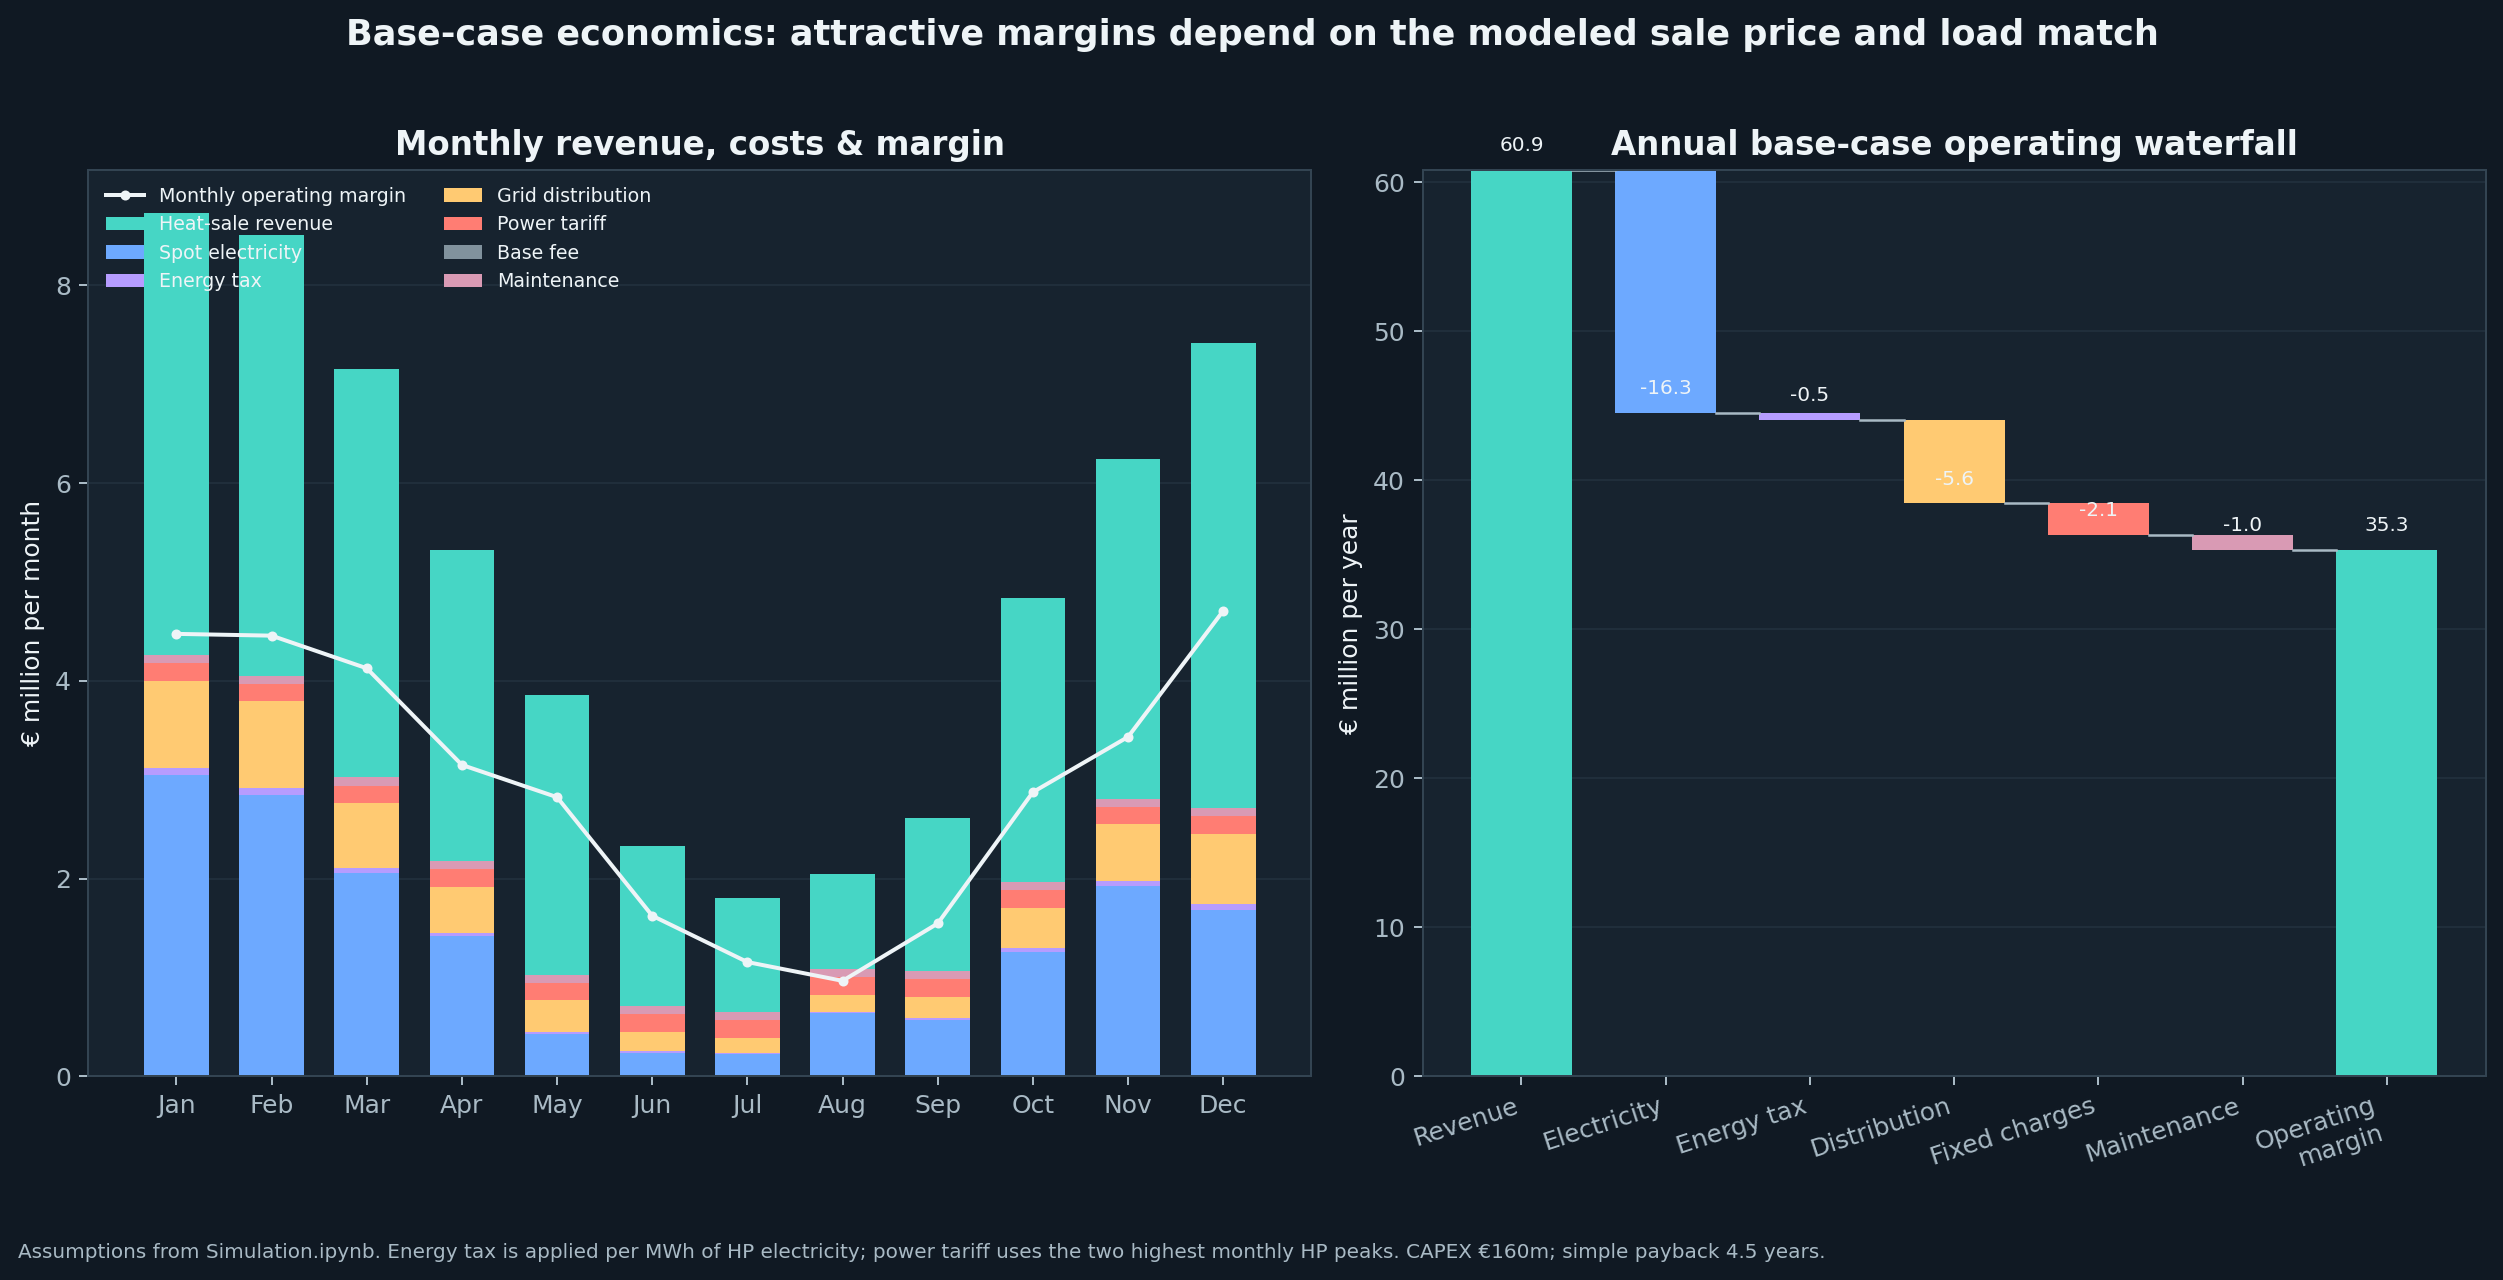 Base-case economics: attractive margins depend on the modeled sale price and load match
Monthly revenue, costs & margin
Monthly operating margin
Heat-sale revenue
Spot electricity
Energy tax
Grid distribution
Power tariff
Base fee
Maintenance
€ million per month
8
6
4
2
0
Jan Feb Mar Apr May Jun Jul Aug Sep Oct Nov Dec
Annual base-case operating waterfall
€ million per year
60
50
40
30
20
10
0
60.9
-16.3
-0.5
-5.6
-2.1
-1.0
35.3
Revenue
Electricity
Energy tax
Distribution
Fixed charges
Maintenance
Operating
margin
Assumptions from Simulation.ipynb. Energy tax is applied per MWh of HP electricity; power tariff uses the two highest monthly HP peaks. CAPEX €160m; simple payback 4.5 years.